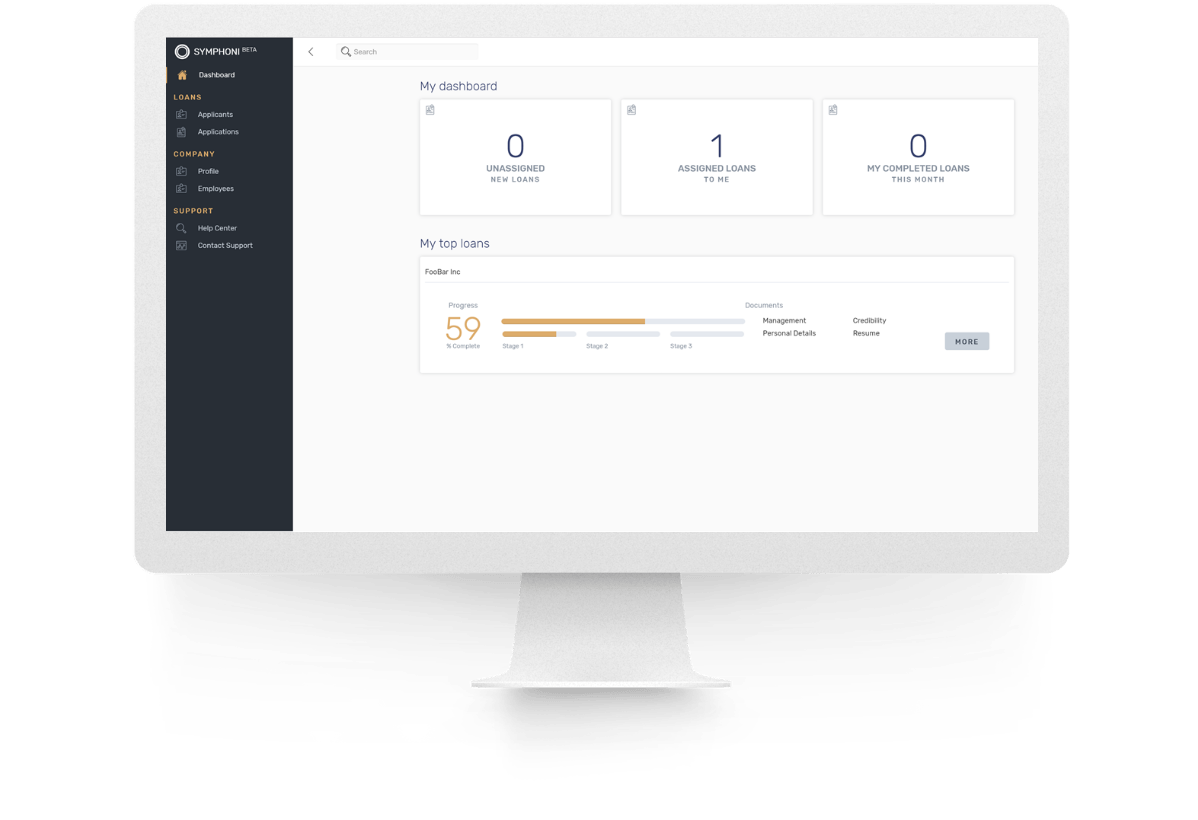 SYMPHONI BETA
Search
Dashboard
LOANS
Applicants
Applications
COMPANY
Profile
Employees
SUPPORT
Help Center
Contact Support
My dashboard
0
UNASSIGNED
NEW LOANS
1
ASSIGNED LOANS
TO ME
0
MY COMPLETED LOANS
THIS MONTH
My top loans
FooBar Inc
Progress
59
% Complete
Stage 1
Stage 2
Stage 3
Documents
Management
Credibility
Personal Details
Resume
MORE